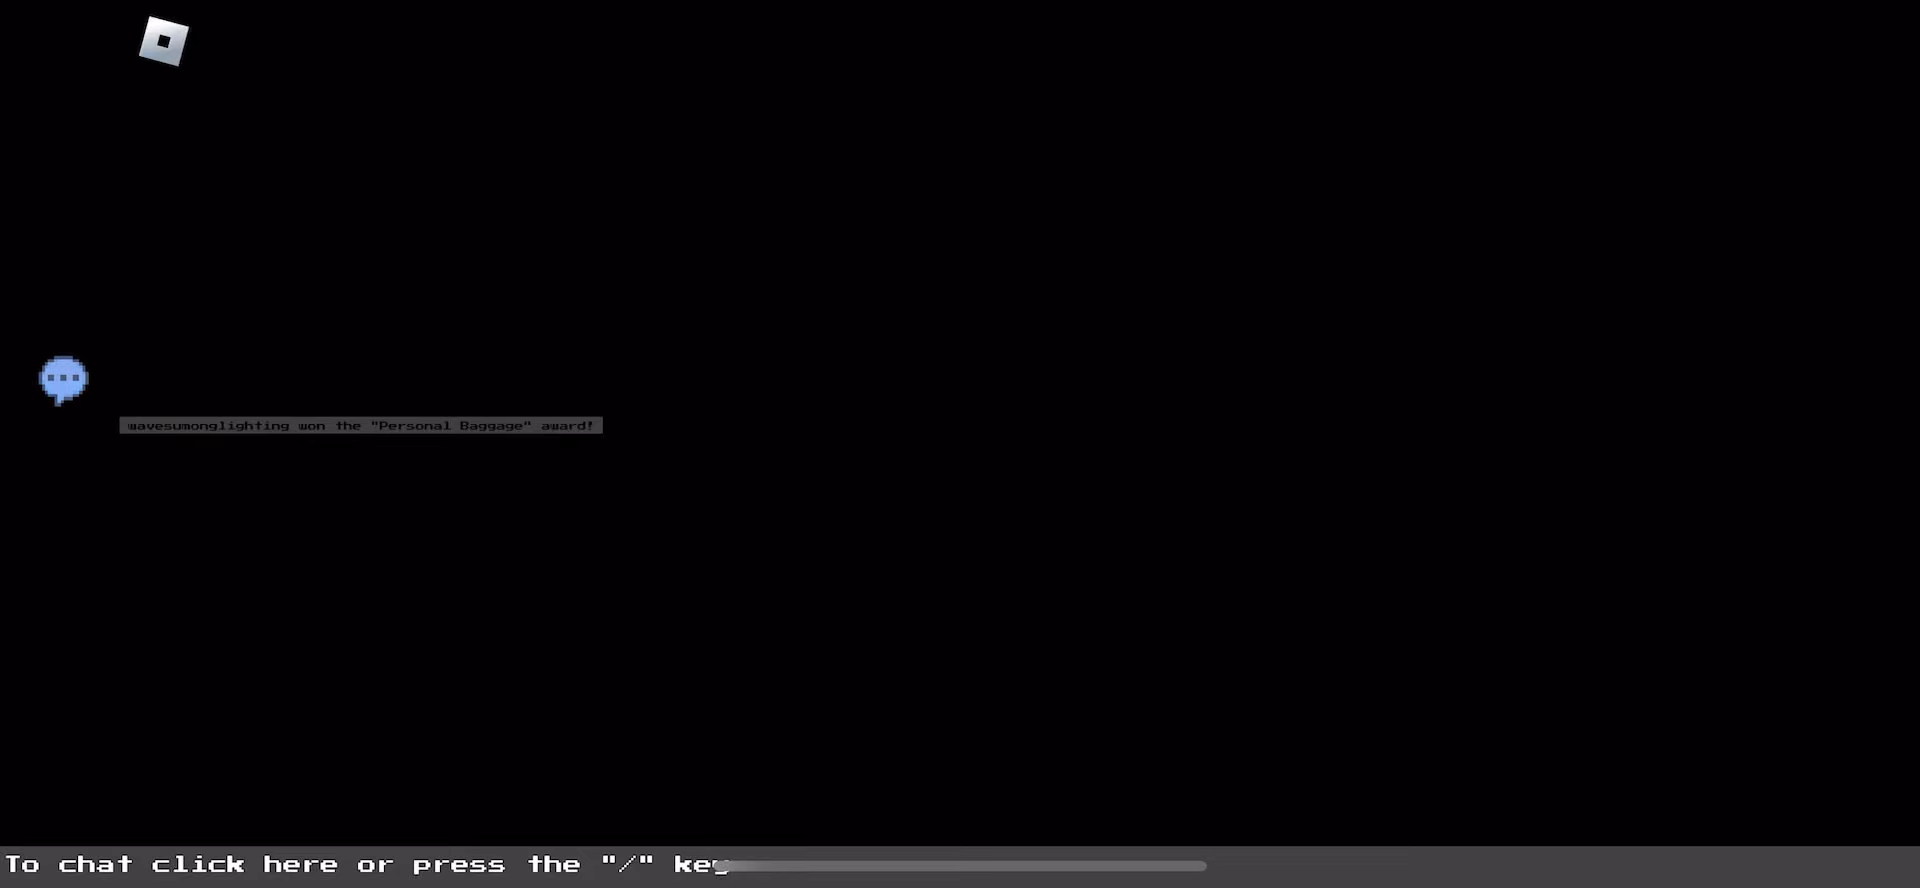 wavesumonglighting won the "Personal Baggage" award!
To chat click here or press the "/" key